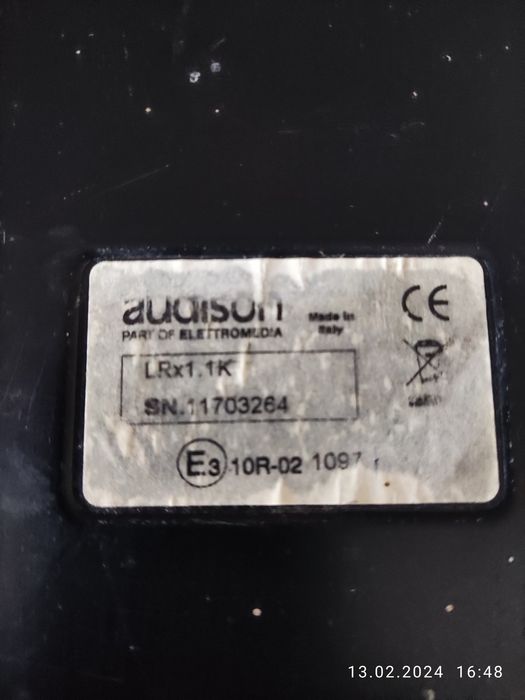 audison
PART OF ELETTROMEDIA
Made in
Italy
CE
LRx1.1K
SN.11703264
E3 10R-02 1097
13.02.2024 16:48